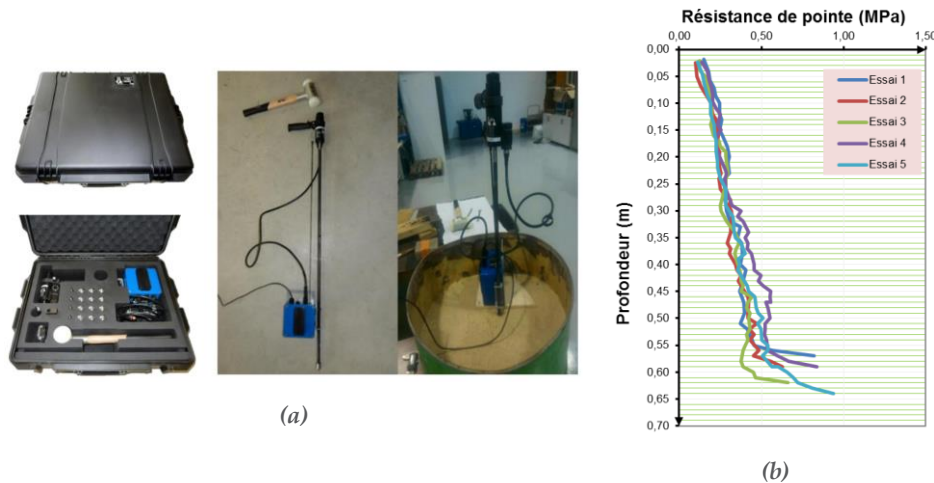 Résistance de pointe (MPa)
0,00 0,50 1,00 1,50
0,00
0,05
0,10
0,15
0,20
0,25
0,30
0,35
0,40
0,45
0,50
0,55
0,60
0,65
0,70
Profondeur (m)
Essai 1
Essai 2
Essai 3
Essai 4
Essai 5
(a)
(b)